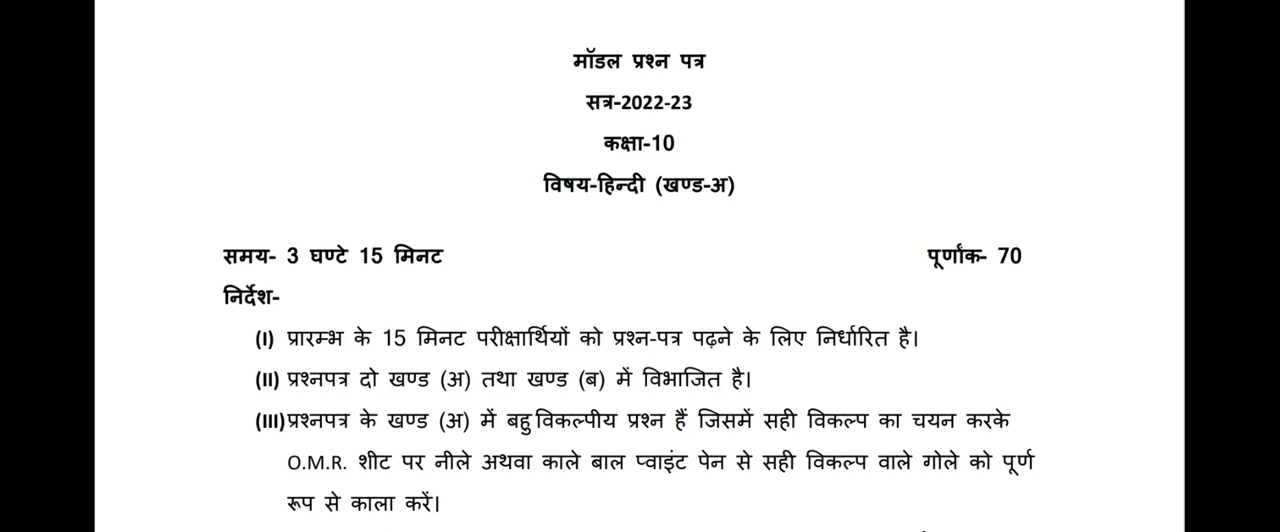 मॉडल प्रश्न पत्र
सत्र-2022-23
कक्षा-10
विषय-हिन्दी (खण्ड-अ)
समय- 3 घण्टे 15 मिनट पूर्णांक- 70
निर्देश-
(I) प्रारम्भ के 15 मिनट परीक्षार्थियों को प्रश्न-पत्र पढ़ने के लिए निर्धारित है।
(II) प्रश्नपत्र दो खण्ड (अ) तथा खण्ड (ब) में विभाजित है।
(III) प्रश्नपत्र के खण्ड (अ) में बहुविकल्पीय प्रश्न हैं जिसमें सही विकल्प का चयन करके
O.M.R. शीट पर नीले अथवा काले बाल प्वाइंट पेन से सही विकल्प वाले गोले को पूर्ण
रूप से काला करें।